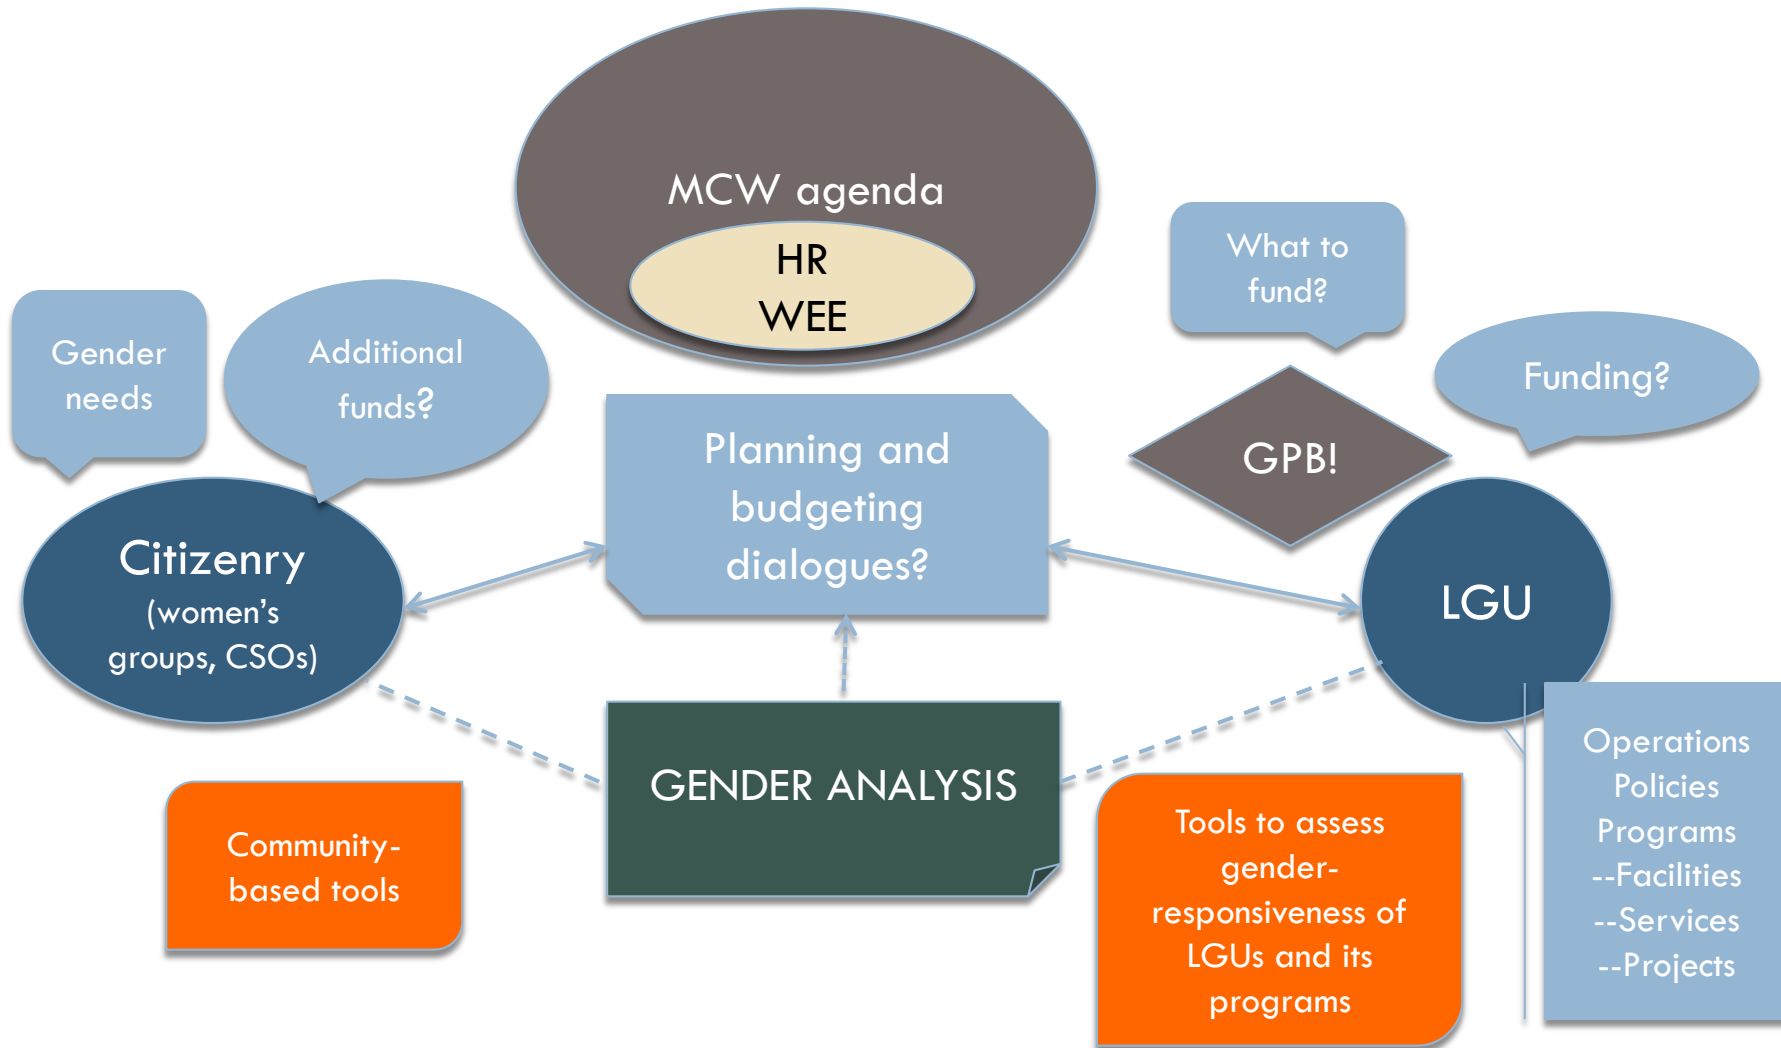 MCW agenda
HR
WEE
What to
fund?
Gender
needs
Additional
funds?
Funding?
GPB!
Planning and
budgeting
dialogues?
Citizenry
(women's
groups, CSOs)
LGU
GENDER ANALYSIS
Community-
based tools
Tools to assess
gender-
responsiveness of
LGUs and its
programs
Operations
Policies
Programs
--Facilities
--Services
--Projects